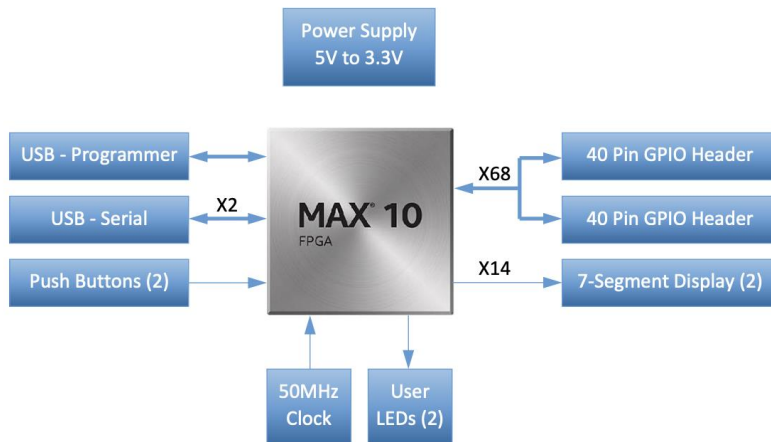 Power Supply
5V to 3.3V
USB - Programmer
USB - Serial
Push Buttons (2)
X2
MAX® 10
FPGA
X68
X14
40 Pin GPIO Header
40 Pin GPIO Header
7-Segment Display (2)
50MHz
Clock
User
LEDs (2)